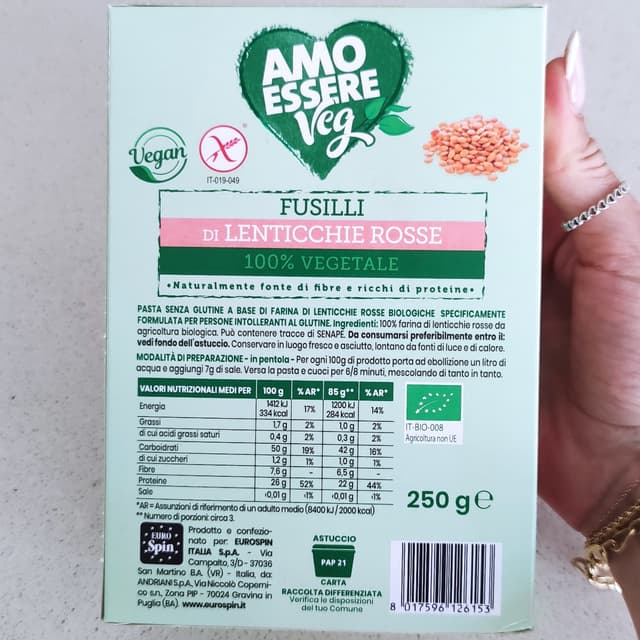 AMO
ESSERE
Veg
Vegan
IT-019-049
FUSILLI
DI LENTICCHIE ROSSE
100% VEGETALE
•Naturalmente fonte di fibre e ricchi di proteine•
PASTA SENZA GLUTINE A BASE DI FARINA DI LENTICCHIE ROSSE BIOLOGICHE SPECIFICAMENTE
FORMULATA PER PERSONE INTOLLERANTI AL GLUTINE. Ingredienti: 100% farina di lenticchie rosse da
agricoltura biologica. Può contenere tracce di SENAPE. Da consumarsi preferibilmente entro il:
vedi fondo dell'astuccio. Conservare in luogo fresco e asciutto, lontano da fonti di luce e di calore.
MODALITÀ DI PREPARAZIONE - in pentola - Per ogni 100g di prodotto porta ad ebollizione un litro di
acqua e aggiungi 7g di sale. Versa la pasta e cuoci per 6/8 minuti, mescolando di tanto in tanto.
VALORI NUTRIZIONALI MEDI PER 100 g % AR* 85 g** % AR*
Energia 1412 kJ 334 kcal 17% 1200 kJ 284 kcal 14%
Grassi 1,7 g 2% 1,0 g 2%
di cui acidi grassi saturi 0,4 g 2% 0,3 g 2%
Carboidrati 50 g 19% 42 g 16%
di cui zuccheri 1,2 g 1% 1,0 g 1%
Fibre 7,6 g - 6,5 g -
Proteine 26 g 52% 22 g 44%
Sale <0,01 g <1% <0,01 g <1%
*AR = Assunzioni di riferimento di un adulto medio (8400 kJ / 2000 kcal)
** Numero di porzioni: circa 3.
IT-BIO-008
Agricoltura non UE
250 g e
EURO
Spin
Prodotto e confezio-
nato per: EUROSPIN
ITALIA S.p.A. - Via
Campalto, 3/D - 37036
San Martino B.A. (VR) - Italia, da:
ANDRIANI S.p.A., Via Niccolò Coperni-
co s.n., Zona PIP - 70024 Gravina in
Puglia (BA). www.eurospin.it
ASTUCCIO
PAP 21
CARTA
RACCOLTA DIFFERENZIATA
Verifica le disposizioni
del tuo Comune
8 017596 126153